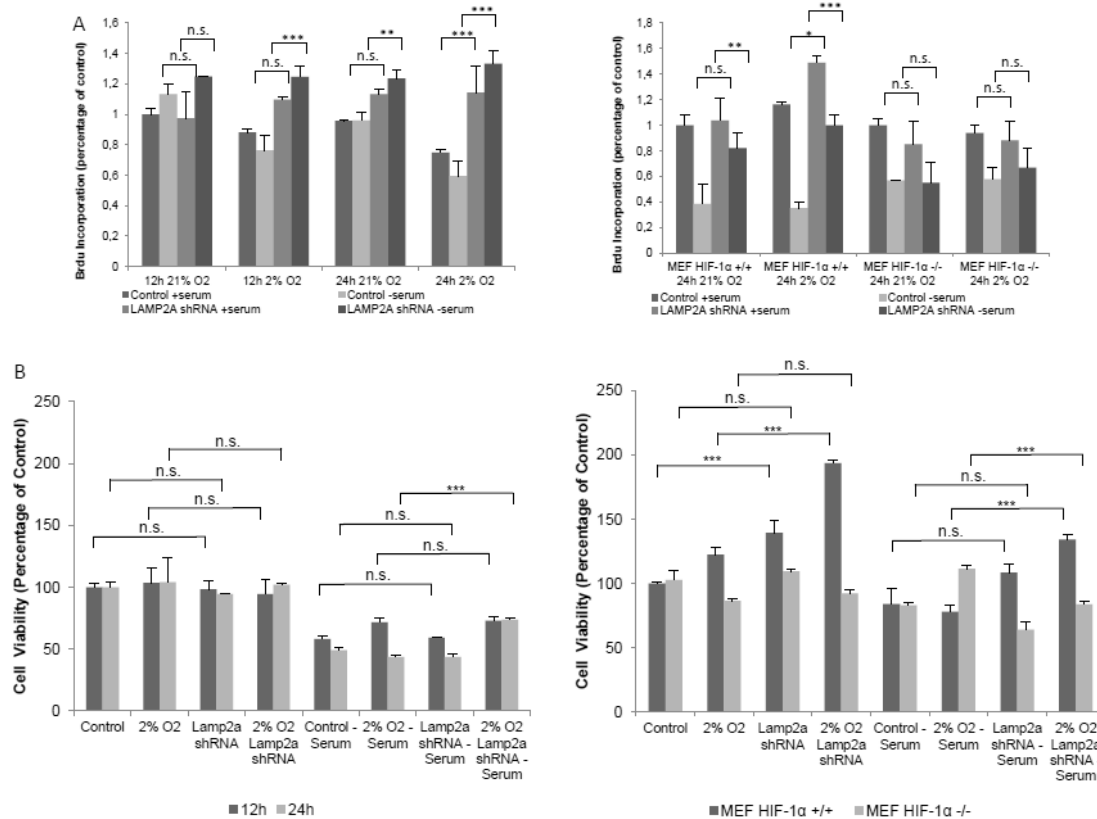 A
Brdu Incorporation (percentage of control)
1,6
1,4
1,2
1
0,8
0,6
0,4
0,2
0
n.s.
n.s.
n.s.
***
n.s.
**
***
***
12h 21% O2
12h 2% O2
24h 21% O2
24h 2% O2
Control +serum
Control -serum
LAMP2A shRNA +serum
LAMP2A shRNA -serum
Brdu Incorporation (percentage of control)
1,8
1,6
1,4
1,2
1
0,8
0,6
0,4
0,2
0
n.s.
**
*
***
n.s.
n.s.
n.s.
n.s.
MEF HIF-1α +/+
24h 21% O2
MEF HIF-1α +/+
24h 2% O2
MEF HIF-1α -/-
24h 21% O2
MEF HIF-1α -/-
24h 2% O2
Control +serum
Control -serum
LAMP2A shRNA +serum
LAMP2A shRNA -serum
B
Cell Viability (Percentage of Control)
250
200
150
100
50
0
n.s.
n.s.
n.s.
n.s.
***
n.s.
n.s.
n.s.
Control
2% O2
Lamp2a
shRNA
2% O2
Lamp2a
shRNA
Control -
Serum
2% O2 -
Serum
Lamp2a
shRNA -
Serum
2% O2
Lamp2a
shRNA -
Serum
12h
24h
Cell Viability (Percentage of Control)
250
200
150
100
50
0
n.s.
n.s.
***
***
***
n.s.
***
n.s.
Control
2% O2
Lamp2a
shRNA
2% O2
Lamp2a
shRNA
Control -
Serum
2% O2 -
Serum
Lamp2a
shRNA -
Serum
2% O2
Lamp2a
shRNA -
Serum
MEF HIF-1α +/+
MEF HIF-1α -/-